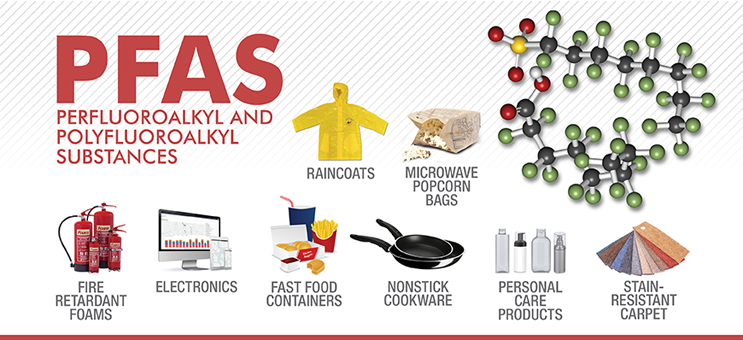 PFAS
PERFLUOROALKYL AND
POLYFLUOROALKYL
SUBSTANCES
RAINCOATS
MICROWAVE
POPCORN
BAGS
FIRE
RETARDANT
FOAMS
ELECTRONICS
FAST FOOD
CONTAINERS
NONSTICK
COOKWARE
PERSONAL
CARE
PRODUCTS
STAIN-
RESISTANT
CARPET